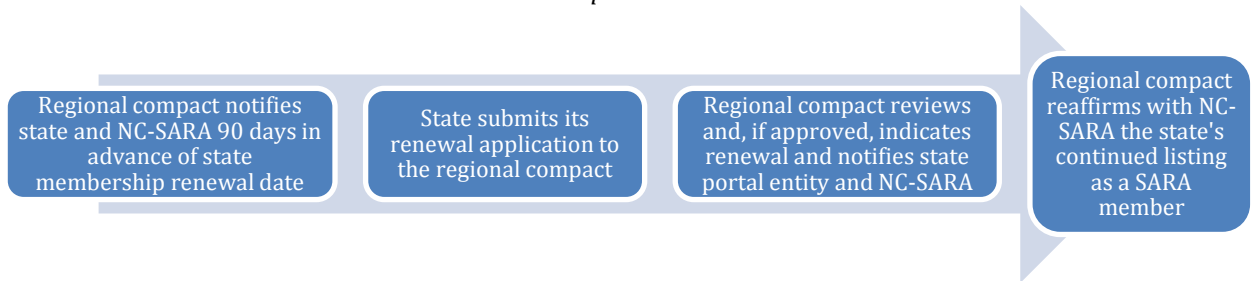 Regional compact notifies
state and NC-SARA 90 days in
advance of state
membership renewal date
State submits its
renewal application to
the regional compact
Regional compact reviews
and, if approved, indicates
renewal and notifies state
portal entity and NC-SARA
Regional compact
reaffirms with NC-
SARA the state's
continued listing
as a SARA
member